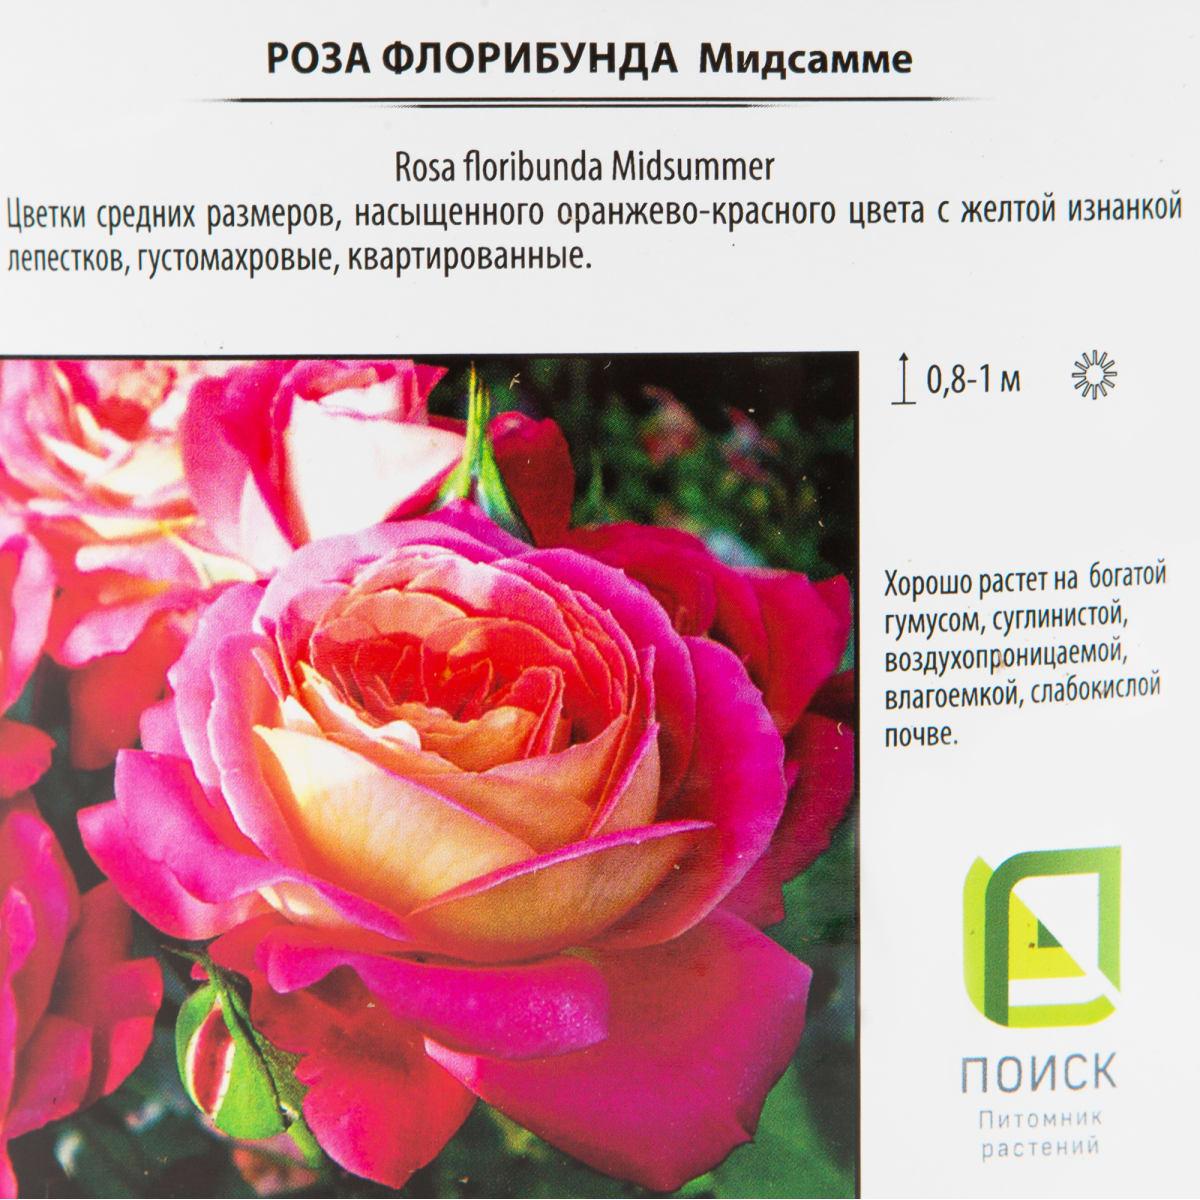 РОЗА ФЛОРИБУНДА Мидсамме
Rosa floribunda Midsummer
Цветки средних размеров, насыщенного оранжево-красного цвета с желтой изнанкой
лепестков, густомахровые, квартированные.
0,8-1 м
Хорошо растет на богатой
гумусом, суглинистой,
воздухопроницаемой,
влагоемкой, слабокислой
почве.
ПОИСК
Питомник
растений